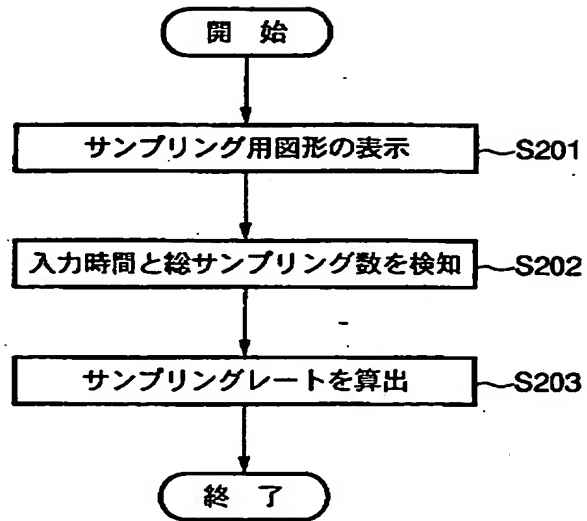 開 始
サンプリング用図形の表示 S201
入力時間と総サンプリング数を検知 S202
サンプリングレートを算出 S203
終 了